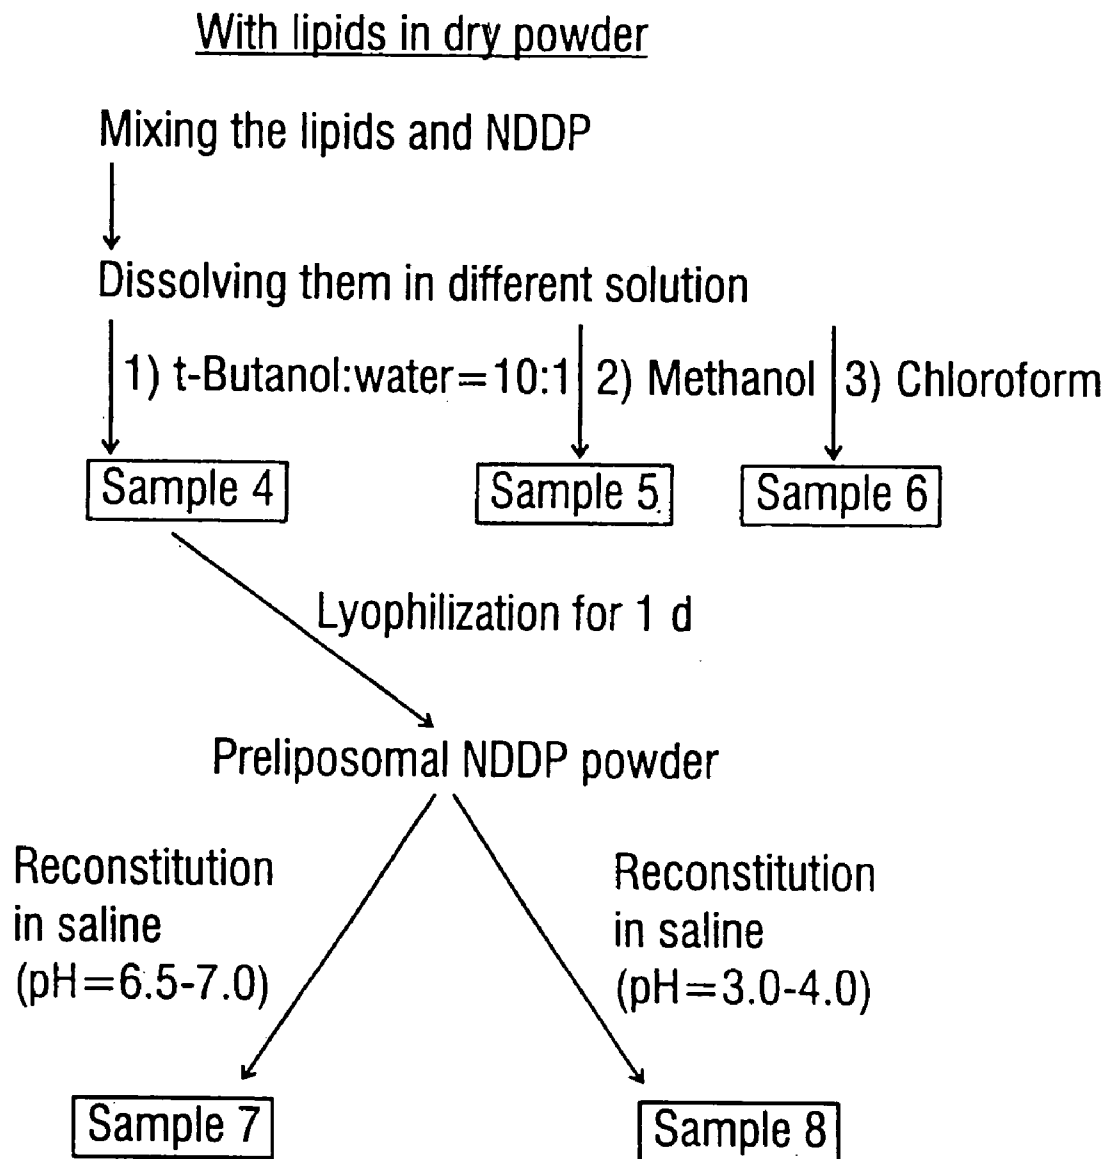 With lipids in dry powder
Mixing the lipids and NDDP
Dissolving them in different solution
1) t-Butanol:water=10:1 2) Methanol 3) Chloroform
Sample 4 Sample 5 Sample 6
Lyophilization for 1 d
Preliposomal NDDP powder
Reconstitution
in saline
(pH=6.5-7.0)
Reconstitution
in saline
(pH=3.0-4.0)
Sample 7 Sample 8